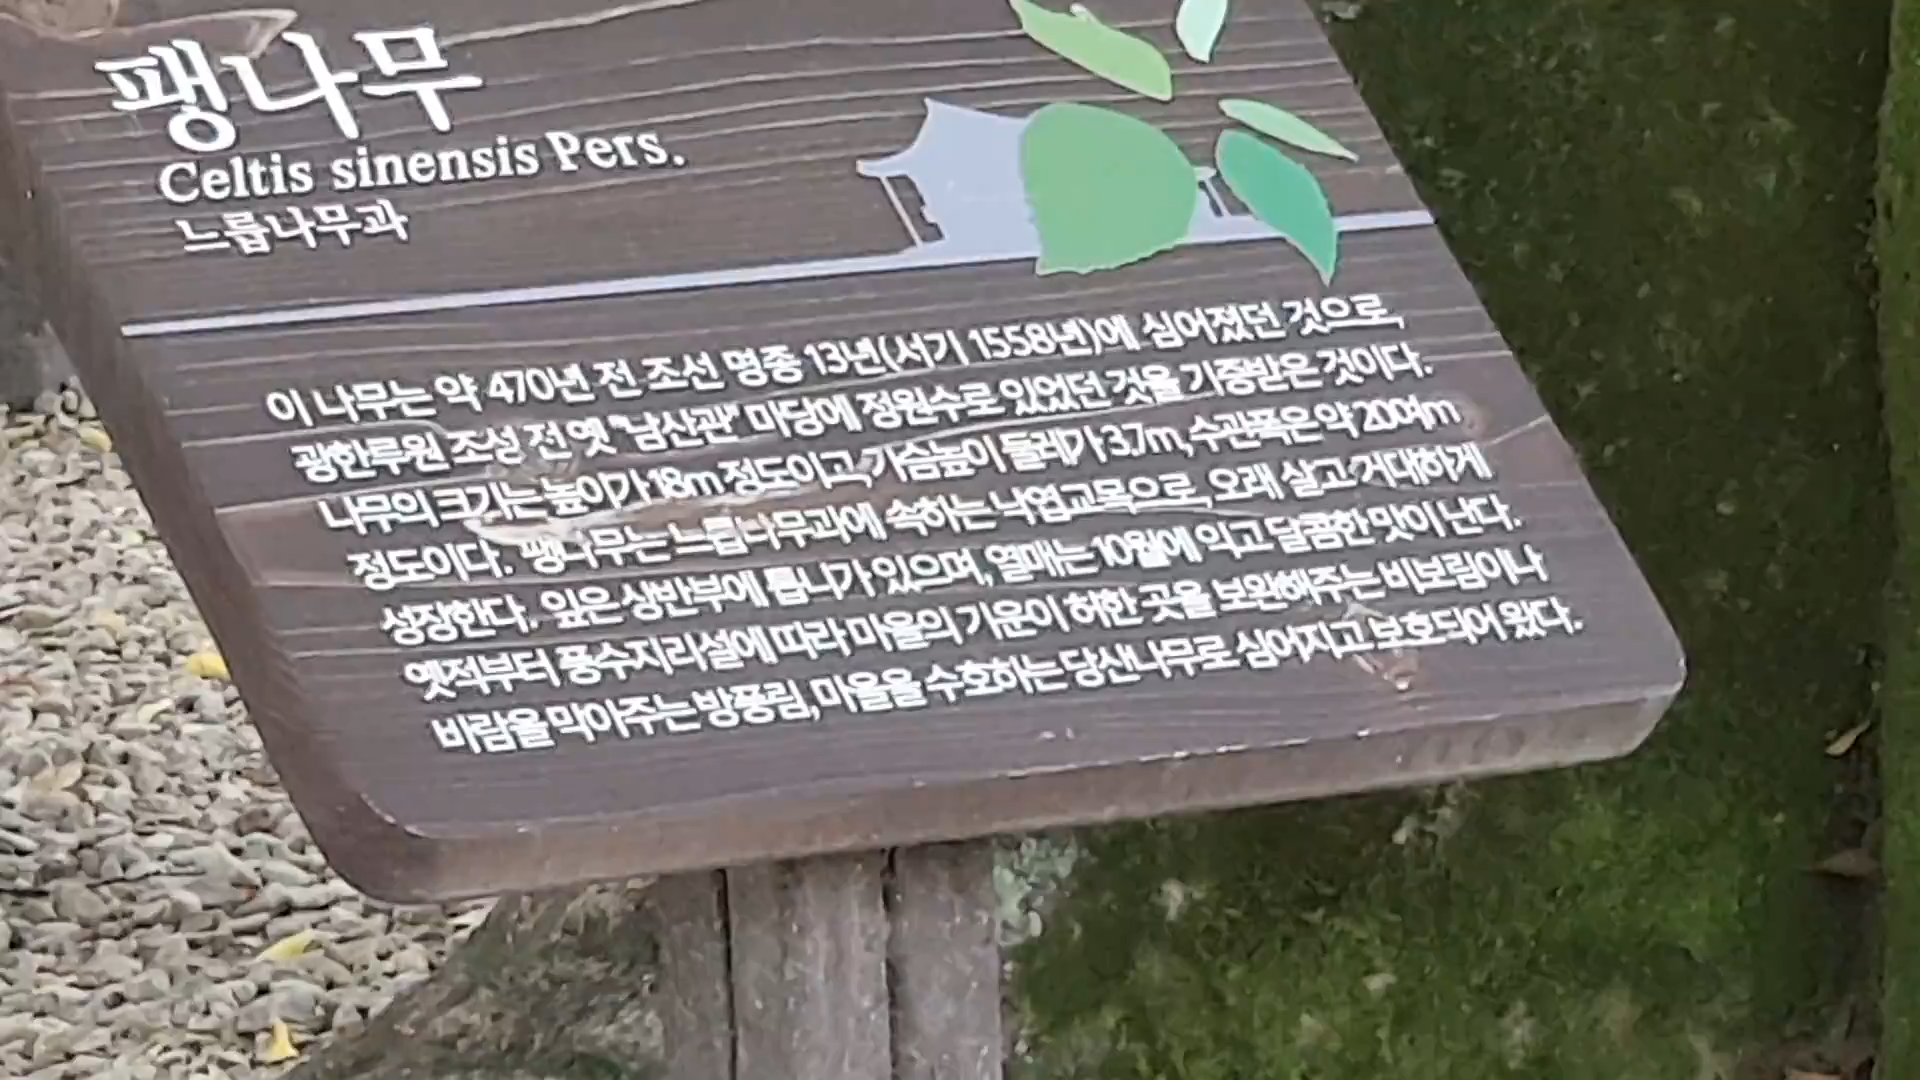 팽나무
Celtis sinensis Pers.
느릅나무과
이 나무는 약 470년 전 조선 명종 13년(서기 1558년)에 심어졌던 것으로,
광한루원 조성 전 옛 "남산관" 마당에 정원수로 있었던 것을 기증받은 것이다.
나무의 크기는 높이가 18m 정도이고, 가슴높이 둘레가 3.7m, 수관폭은 약 200여m
정도이다. 팽나무는 느릅나무과에 속하는 낙엽교목으로, 오래 살고 거대하게
성장한다. 잎은 상반부에 톱니가 있으며, 열매는 10월에 익고 달콤한 맛이 난다.
옛적부터 풍수지리설에 따라 마을의 기운이 허한 곳을 보완해주는 비보림이나
바람을 막아주는 방풍림, 마을을 수호하는 당산나무로 심어지고 보호되어 왔다.